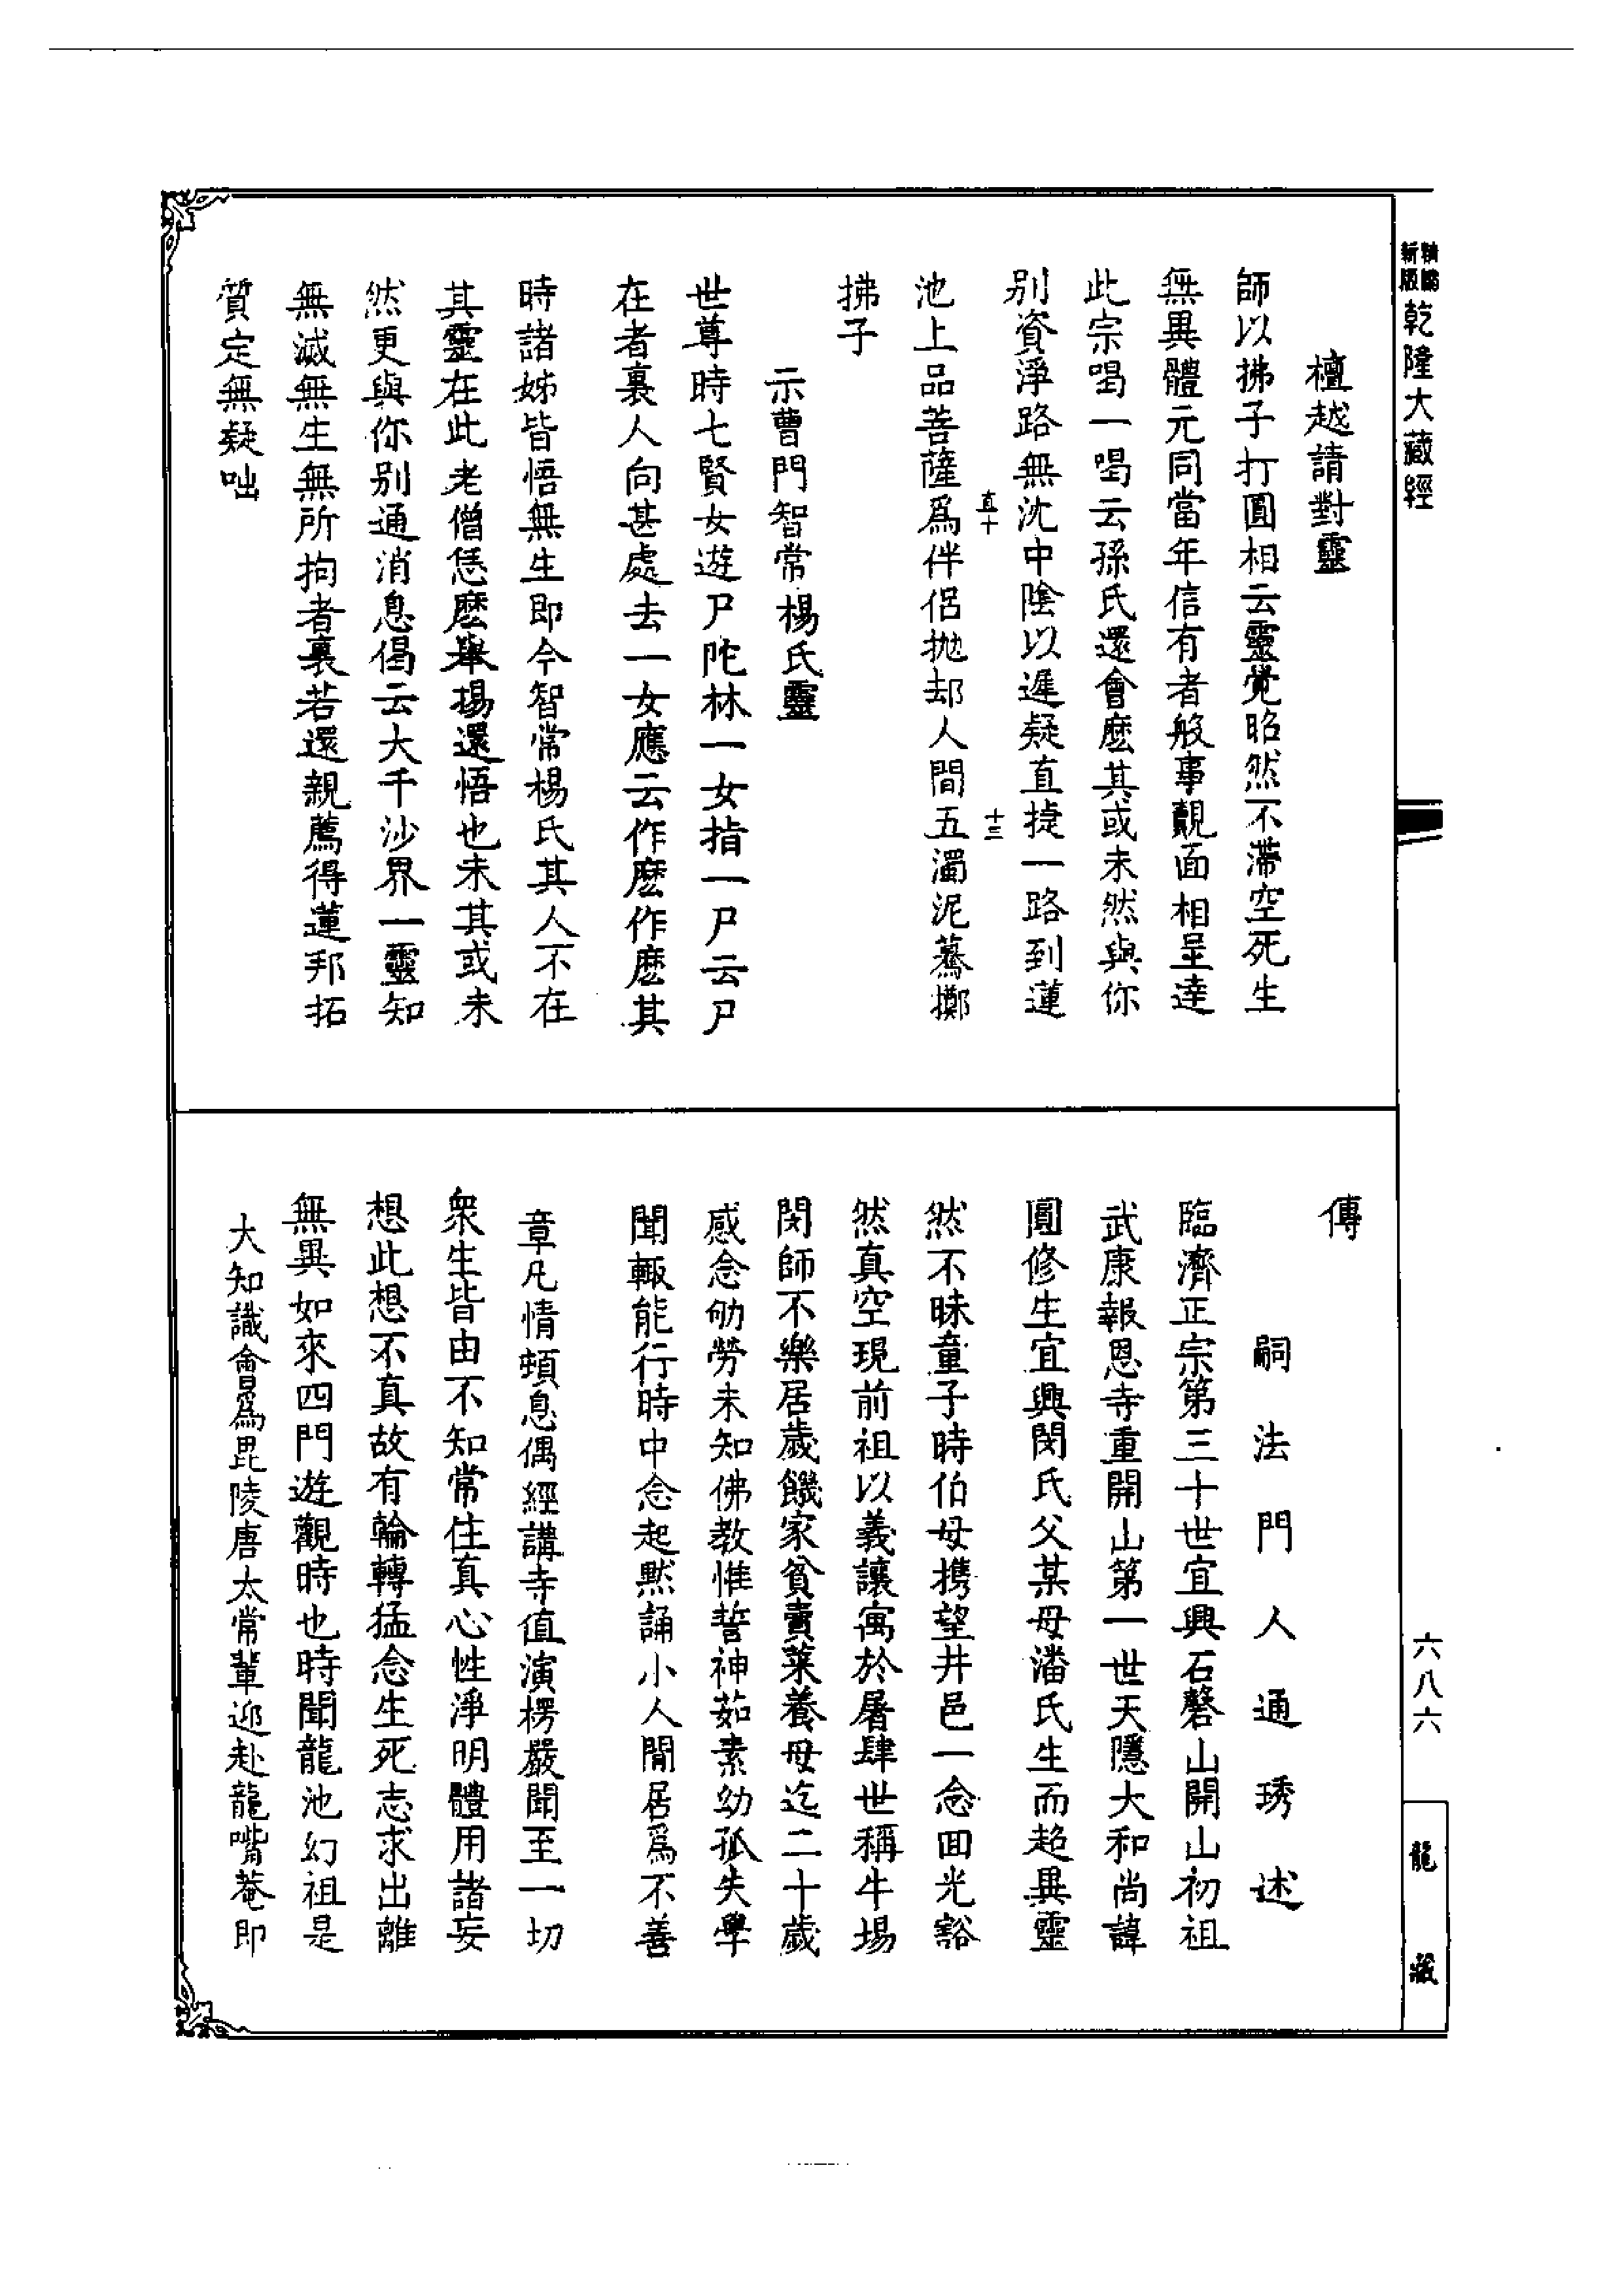 精編
新版
乾隆大藏經
檀越請對靈
師以拂子打圓相云靈覺昭然不滯空死生
無異體元同當年信有者般事覿面相呈達
此宗喝一喝云孫氏還會麼其或未然與你
別資淨路無沈中陰以遲疑直捷一路到蓮
直十
十三
池上品菩薩爲伴侶拋却人間五濁泥驀擲
拂子
示曹門智常楊氏靈
世尊時七賢女遊尸陀林一女指一尸云尸
在者裏人向甚處去一女應云作麼作麼其
時諸姊皆悟無生即今智常楊氏其人不在
其靈在此老僧恁麼舉揚還悟也未其或未
然更與你別通消息偈云大千沙界一靈知
無滅無生無所拘者裏若還親薦得蓮邦拓
質定無疑咄
傳
嗣法門人通琇述
臨濟正宗第三十世宜興石磬山開山初祖
武康報恩寺重開山第一世天隱大和尚諱
圓修生宜興閔氏父某母潘氏生而超異靈
然不昧童子時伯母携望井邑一念回光豁
然真空現前祖以義讓寓於屠肆世稱牛場
閔師不樂居歲饑家貧賣菜養母迄二十歲
感念劬勞未知佛教惟誓神茹素幼孤失學
聞輙能行時中念起默誦小人閒居爲不善
章凡情頓息偶經講寺值演楞嚴聞至一切
衆生皆由不知常住真心性淨明體用諸妄
想此想不真故有輪轉猛念生死志求出離
無異如來四門遊觀時也時聞龍池幻祖是
大知識會爲毘陵唐太常輩迎赴龍嘴菴即
六八六
龍藏